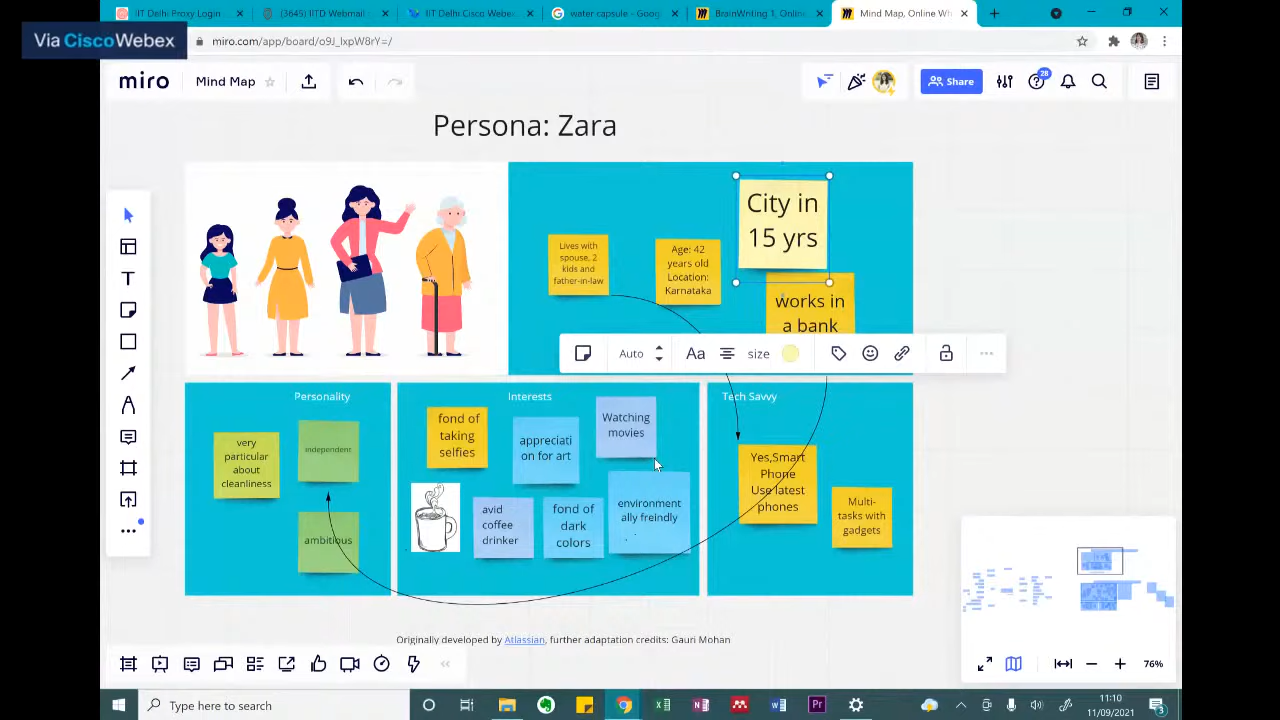 IIT Delhi Proxy Login
(3645) IITD Webmail
IIT Delhi Cisco Webex
water capsule - Goog
BrainWriting 1, Online
Mind Map, Online Wh
Via Cisco Webex
miro.com/app/board/o9J_lxpW8rY=/
miro
Mind Map
28
Share
Persona: Zara
City in
15 yrs
Lives with
spouse, 2
kids and
father-in-law
Age: 42
years old
Location:
Karnataka
works in
a bank
Auto
Aa
size
Personality
Interests
Tech Savvy
very
particular
about
cleanliness
independent
ambitious
fond of
taking
selfies
appreciati
on for art
Watching
movies
avid
coffee
drinker
fond of
dark
colors
environment
ally freindly
. .
Yes,Smart
Phone
Use latest
phones
Multi-
tasks with
gadgets
Originally developed by Atlassian, further adaptation credits: Gauri Mohan
76%
Type here to search
11:10
11/09/2021
3